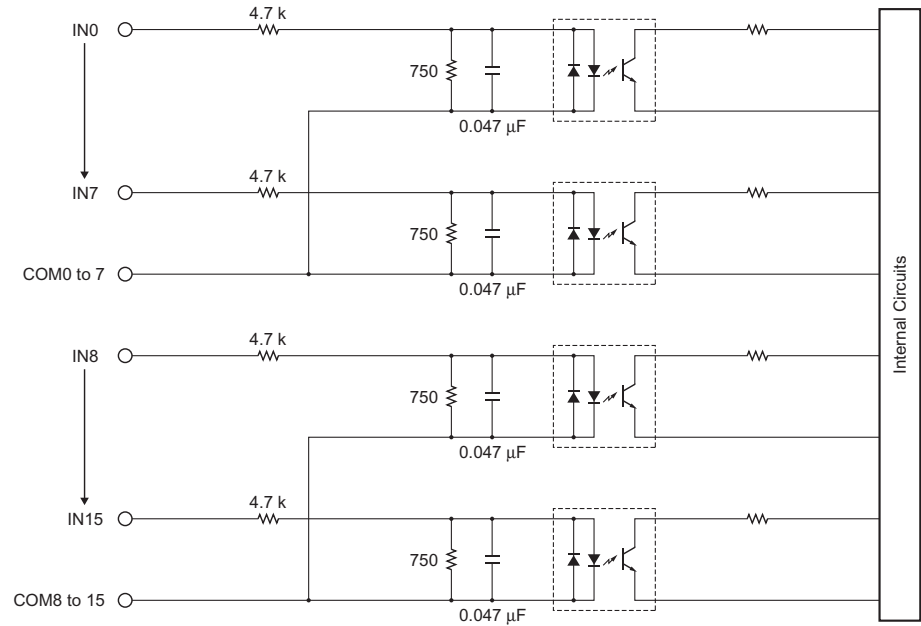 4.7 k
IN0
750
0.047 µF
4.7 k
IN7
750
COM0 to 7
0.047 µF
4.7 k
IN8
750
0.047 µF
4.7 k
IN15
750
COM8 to 15
0.047 µF
Internal Circuits